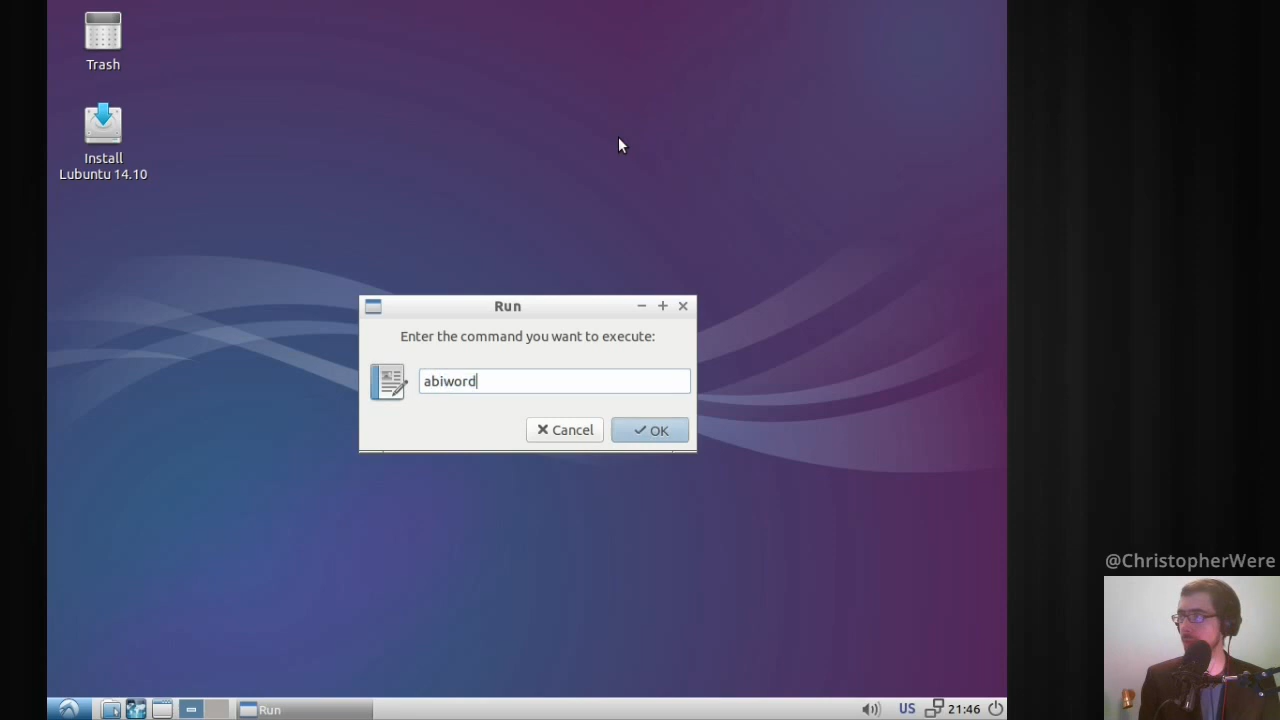 Trash
Install
Lubuntu 14.10
Run
Enter the command you want to execute:
abiword
Cancel
OK
@ChristopherWere
Run
US
21:46